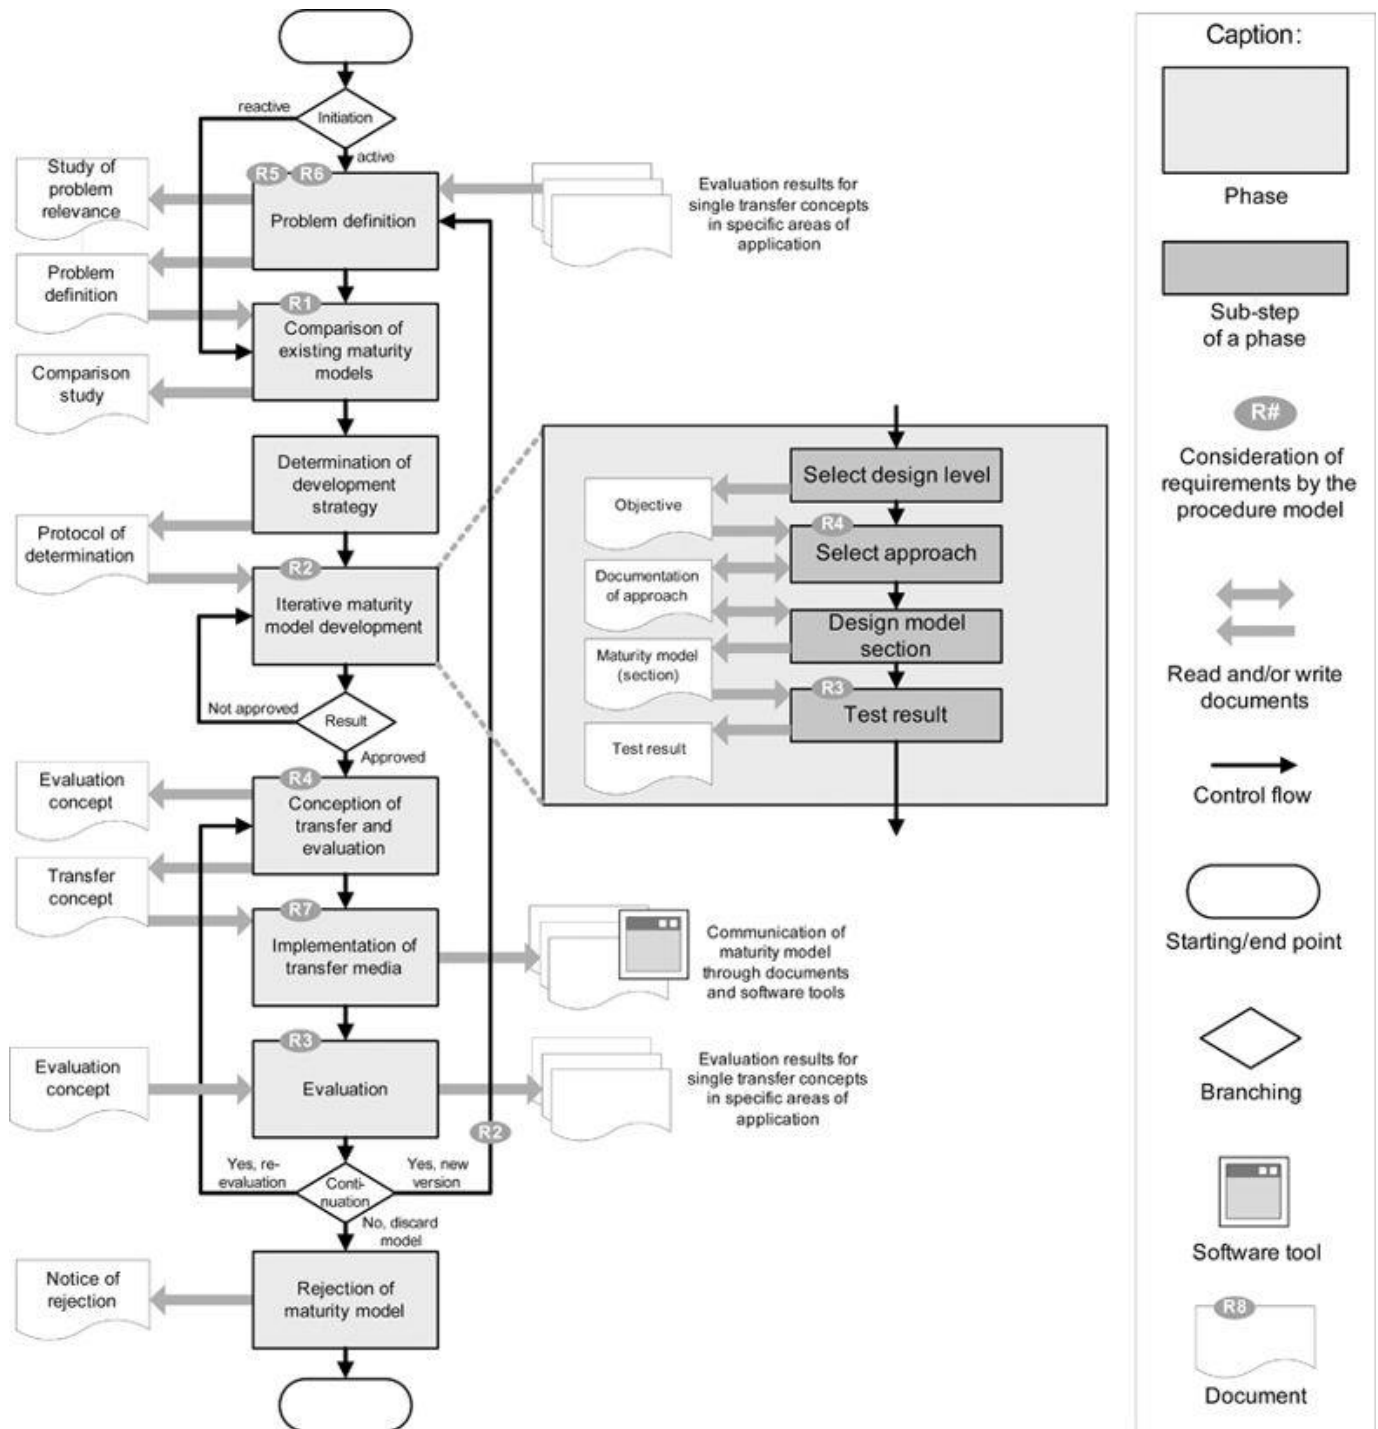 reactive
Initiation
active
R5
R6
Problem definition
Study of
problem
relevance
Problem
definition
Evaluation results for
single transfer concepts
in specific areas of
application
R1
Comparison of
existing maturity
models
Comparison
study
Determination of
development
strategy
Protocol of
determination
R2
Iterative maturity
model development
Not approved
Result
Approved
Select design level
Objective
R4
Select approach
Documentation
of approach
Design model
section
Maturity model
(section)
R3
Test result
Test result
Evaluation
concept
R4
Conception of
transfer and
evaluation
Transfer
concept
R7
Implementation of
transfer media
Communication of
maturity model
through documents
and software tools
Evaluation
concept
R3
Evaluation
Evaluation results for
single transfer concepts
in specific areas of
application
R2
Yes, re-
evaluation
Conti-
nuation
Yes, new
version
No, discard
model
Notice of
rejection
Rejection of
maturity model
Caption:
Phase
Sub-step
of a phase
R#
Consideration of
requirements by the
procedure model
Read and/or write
documents
Control flow
Starting/end point
Branching
Software tool
R8
Document